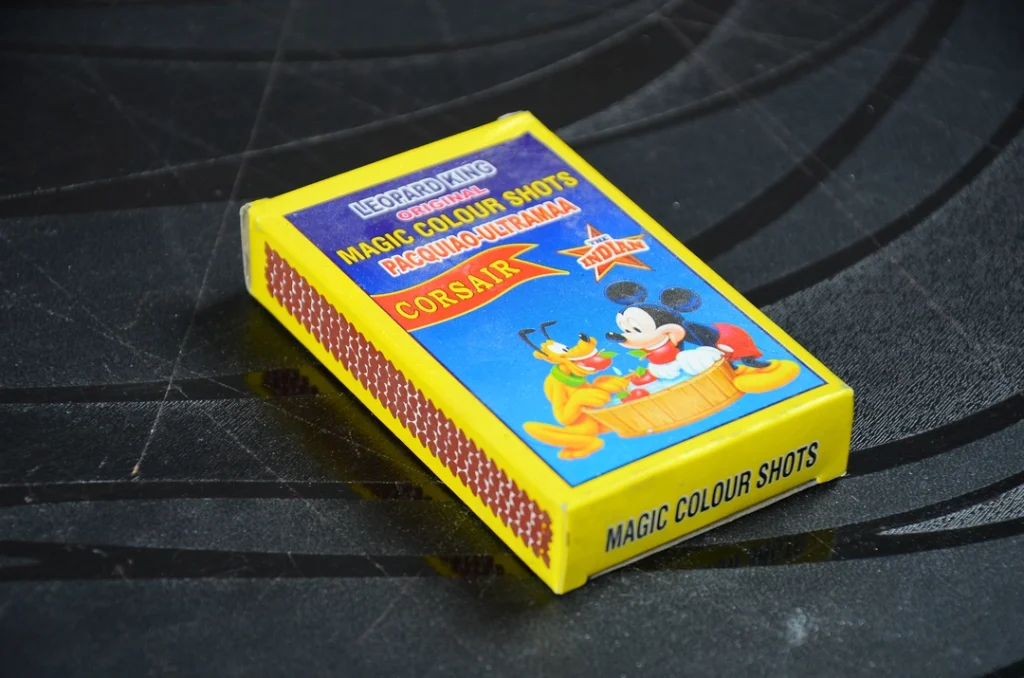 LEOPARD KING
ORIGINAL
MAGIC COLOUR SHOTS
PACQUIAO-ULTRAMAA
CORSAIR
THE
INDIAN
MAGIC COLOUR SHOTS